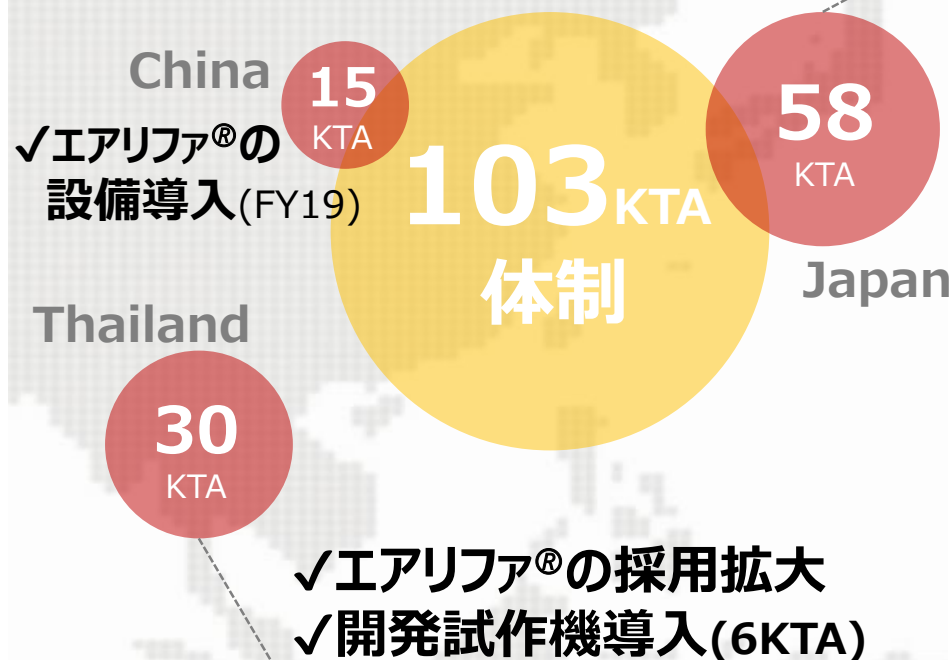 China
15
KTA
✓エアリファ®の
設備導入(FY19)
103KTA
体制
58
KTA
Japan
Thailand
30
KTA
✓エアリファ®の採用拡大
✓開発試作機導入(6KTA)